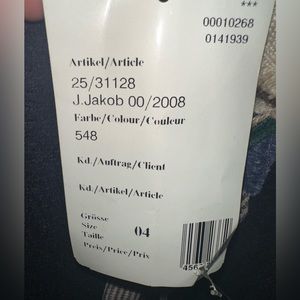 ***
00010268
0141939
Artikel/Article
25/31128
J.Jakob 00/2008
Farbe/Colour/Couleur
548
Kd./Auftrag/Client
Kd./Artikel/Article
Grösse
Size
Taille
04
Preis/Price/Prix
456